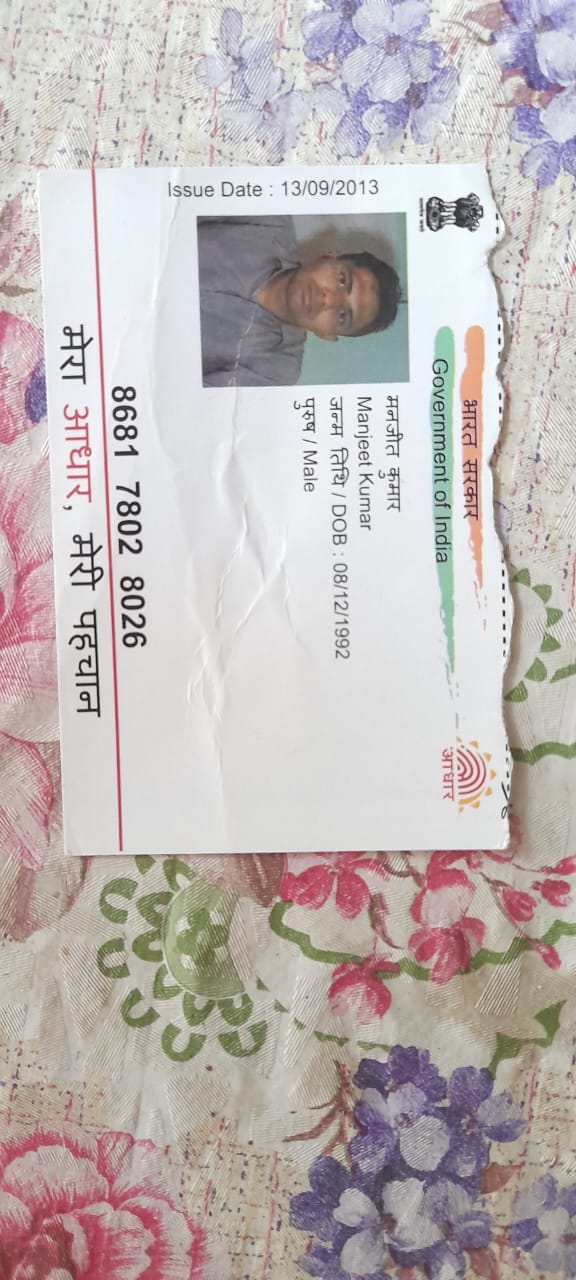 भारत सरकार
Government of India
आधार
Issue Date : 13/09/2013
मनजीत कुमार
Manjeet Kumar
जन्म तिथि / DOB : 08/12/1992
पुरुष / Male
8681 7802 8026
मेरा आधार, मेरी पहचान